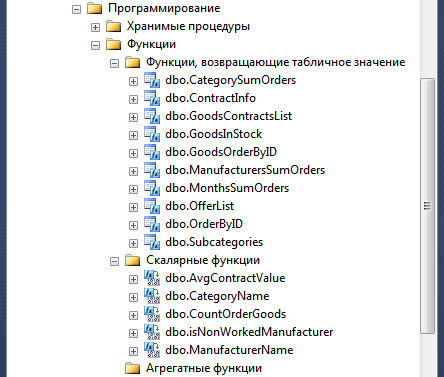 Программирование
Хранимые процедуры
Функции
Функции, возвращающие табличное значение
dbo.CategorySumOrders
dbo.ContractInfo
dbo.GoodsContractsList
dbo.GoodsInStock
dbo.GoodsOrderByID
dbo.ManufacturersSumOrders
dbo.MonthsSumOrders
dbo.OfferList
dbo.OrderByID
dbo.Subcategories
Скалярные функции
dbo.AvgContractValue
dbo.CategoryName
dbo.CountOrderGoods
dbo.isNonWorkedManufacturer
dbo.ManufacturerName
Агрегатные функции